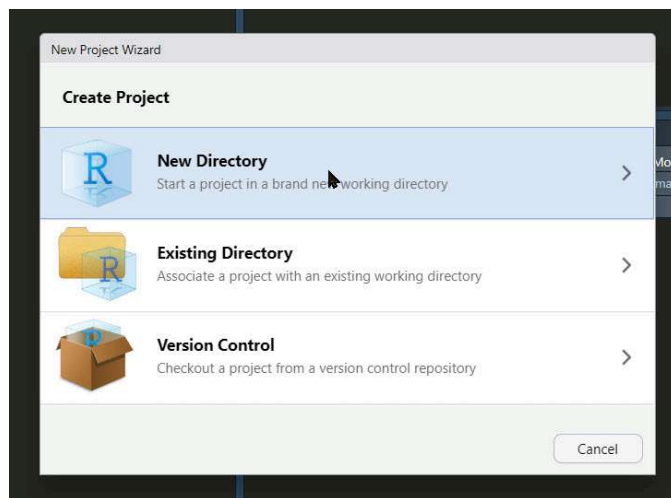 New Project Wizard
Create Project
New Directory
Start a project in a brand new working directory
Existing Directory
Associate a project with an existing working directory
Version Control
Checkout a project from a version control repository
Cancel